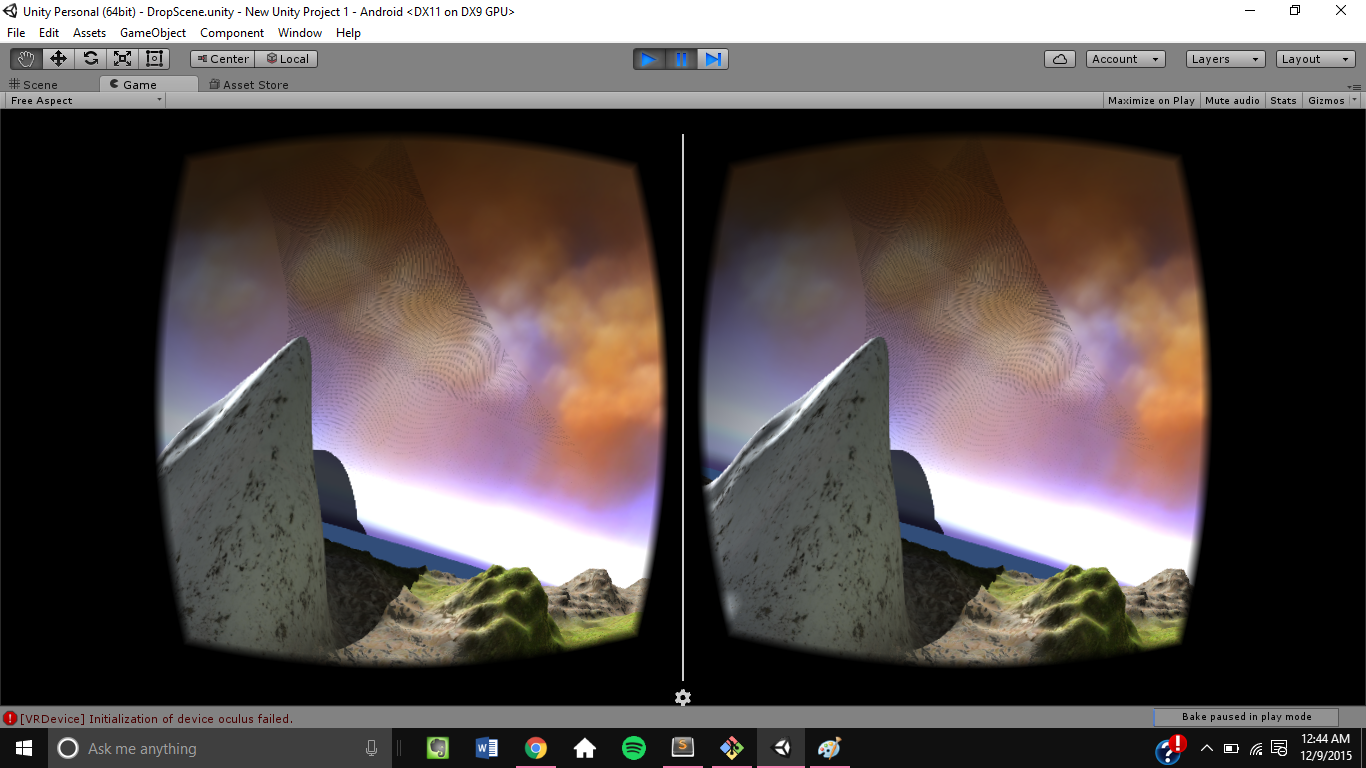 Unity Personal (64bit) - DropScene.unity - New Unity Project 1 - Android <DX11 on DX9 GPU>
File Edit Assets GameObject Component Window Help
Center Local Account Layers Layout
Scene Game Asset Store
Free Aspect Maximize on Play Mute audio Stats Gizmos
[VRDevice] Initialization of device oculus failed.
Bake paused in play mode
Ask me anything
12:44 AM
12/9/2015